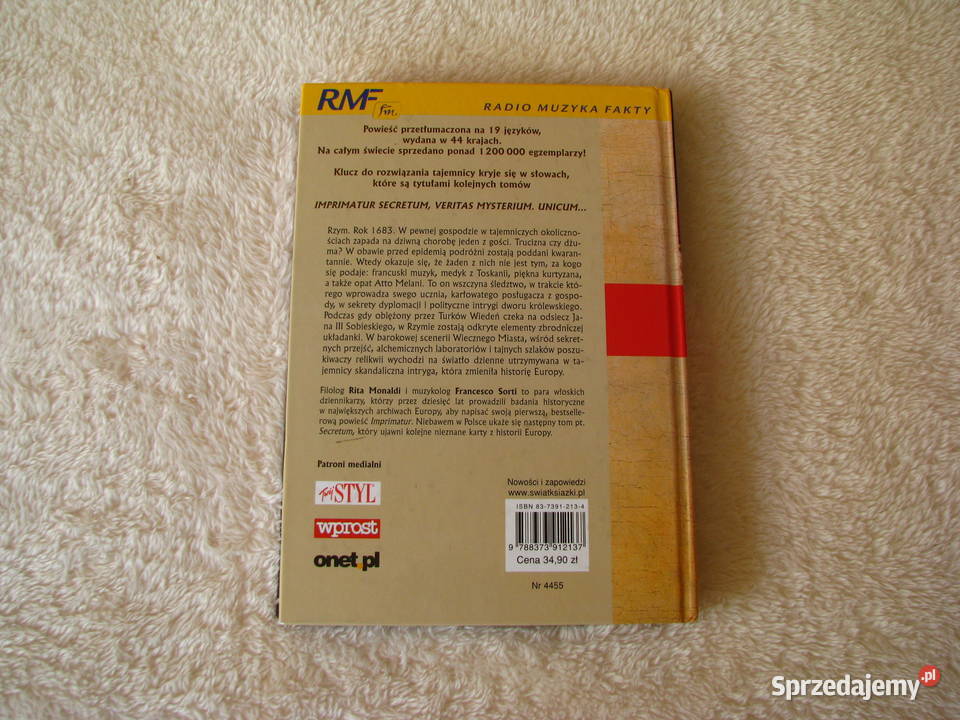 RMF fm.
RADIO MUZYKA FAKTY
Powieść przetłumaczona na 19 języków,
wydana w 44 krajach.
Na całym świecie sprzedano ponad 1 200 000 egzemplarzy!
Klucz do rozwiązania tajemnicy kryje się w słowach,
które są tytułami kolejnych tomów
IMPRIMATUR SECRETUM, VERITAS MYSTERIUM. UNICUM...
Rzym. Rok 1683. W pewnej gospodzie w tajemniczych okoliczno-
ściach zapada na dziwną chorobę jeden z gości. Trucizna czy dżu-
ma? W obawie przed epidemią podróżni zostają poddani kwaran-
tannie. Wtedy okazuje się, że żaden z nich nie jest tym, za kogo
się podaje: francuski muzyk, medyk z Toskanii, piękna kurtyzana,
a także opat Atto Melani. To on wszczyna śledztwo, w trakcie któ-
rego wprowadza swego ucznia, karłowatego posługacza z gospo-
dy, w sekrety dyplomacji i polityczne intrygi dworu królewskiego.
Podczas gdy oblężony przez Turków Wiedeń czeka na odsiecz Ja-
na III Sobieskiego, w Rzymie zostają odkryte elementy zbrodniczej
układanki. W barokowej scenerii Wiecznego Miasta, wśród sekret-
nych przejść, alchemicznych laboratoriów i tajnych szlaków poszu-
kiwaczy relikwii wychodzi na światło dzienne utrzymywana w ta-
jemnicy skandaliczna intryga, która zmieniła historię Europy.
Filolog Rita Monaldi i muzykolog Francesco Sorti to para włoskich
dziennikarzy, którzy przez dziesięć lat prowadzili badania historyczne
w największych archiwach Europy, aby napisać swoją pierwszą, bestselle-
rową powieść Imprimatur. Niebawem w Polsce ukaże się następny tom pt.
Secretum, który ujawni kolejne nieznane karty z historii Europy.
Patroni medialni
Twój STYL
wprost
onet.pl
Nowości i zapowiedzi
www.swiatksiazki.pl
ISBN 83-7391-213-4
9 788373 912137
Cena 34,90 zł
Nr 4455
Sprzedajemy.pl